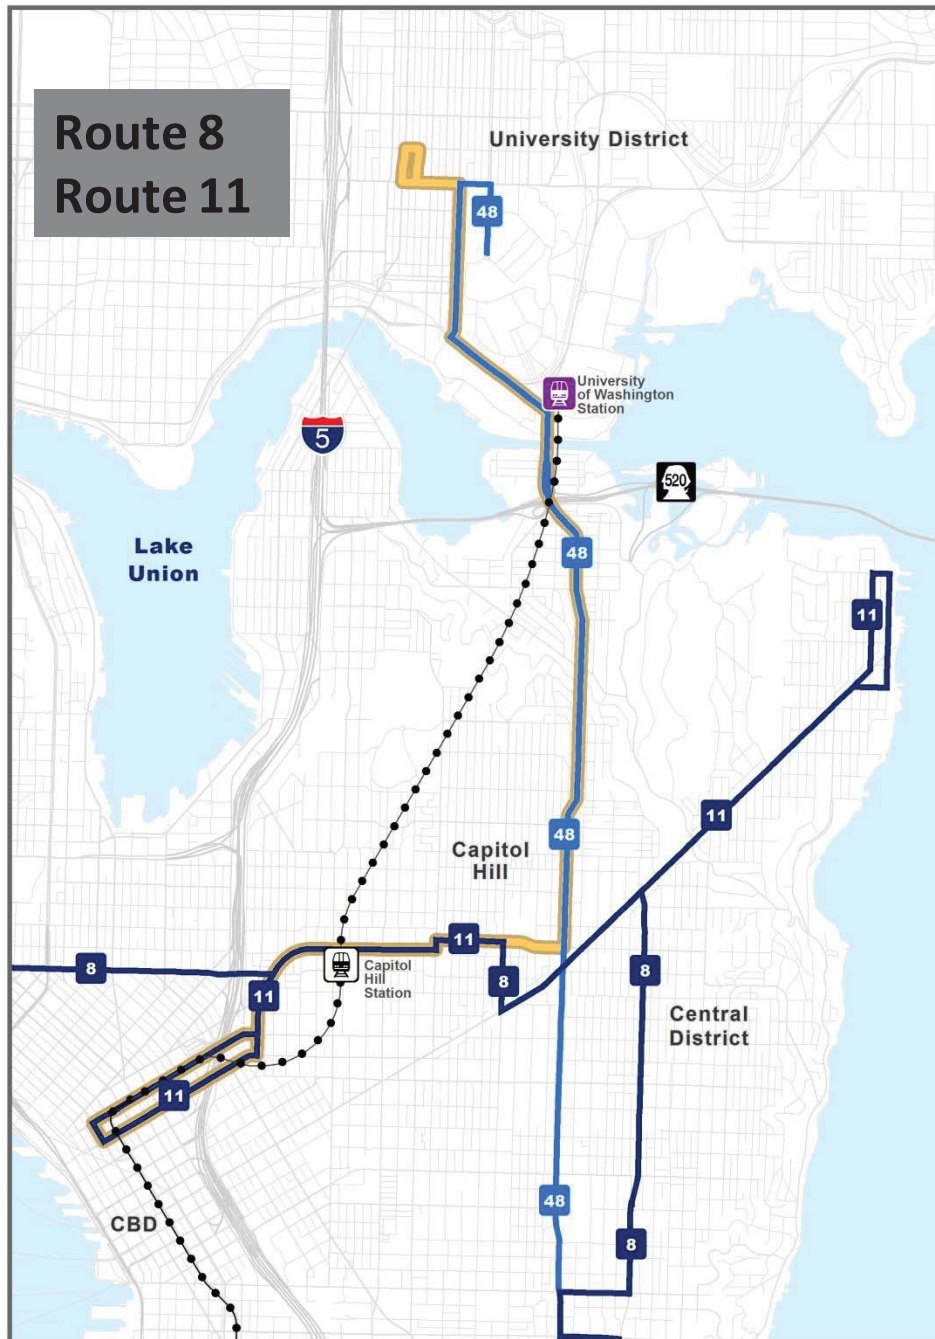 Route 8
Route 11
University District
48
University
of Washington
Station
5
520
Lake
Union
48
11
11
48
Capitol
Hill
11
8
Capitol
Hill
Station
8
8
11
Central
District
11
48
CBD
8